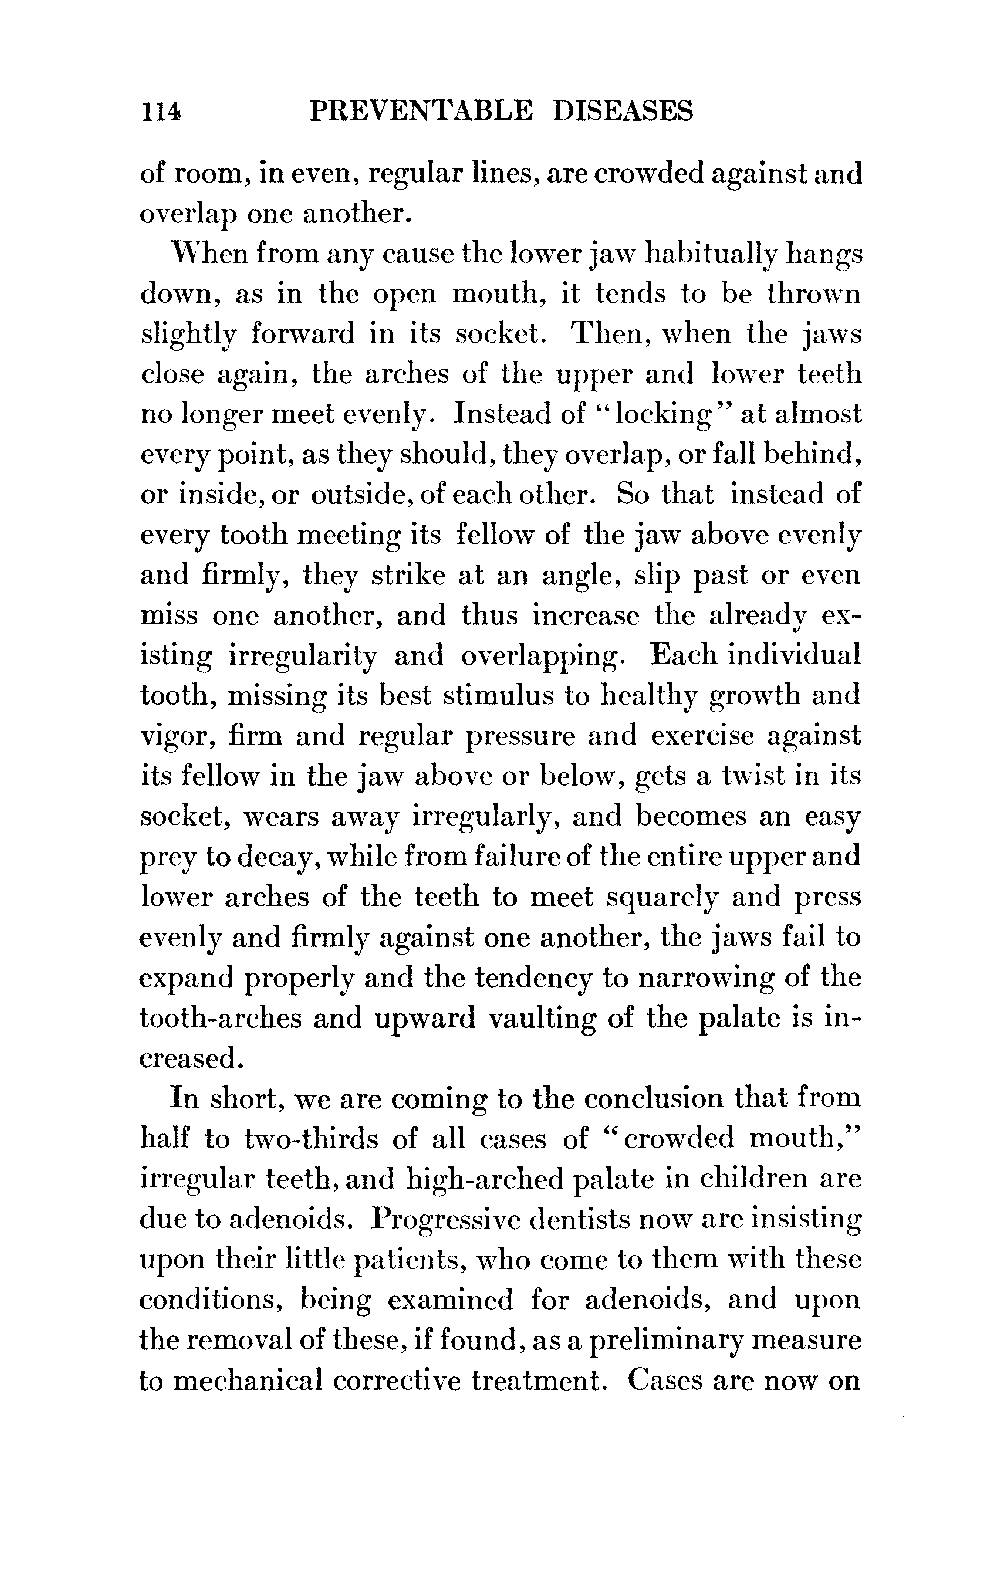 114 PREVENTABLE DISEASES
of room, in even, regular lines, are crowded against and
overlap one another.
When from any cause the lower jaw habitually hangs
down, as in the open mouth, it tends to be thrown
slightly forward in its socket. Then, when the jaws
close again, the arches of the upper and lower teeth
no longer meet evenly. Instead of “locking” at almost
every point, as they should, they overlap, or fall behind,
or inside, or outside, of each other. So that instead of
every tooth meeting its fellow of the jaw above evenly
and firmly, they strike at an angle, slip past or even
miss one another, and thus increase the already ex-
isting irregularity and overlapping. Each individual
tooth, missing its best stimulus to healthy growth and
vigor, firm and regular pressure and exercise against
its fellow in the jaw above or below, gets a twist in its
socket, wears away irregularly, and becomes an easy
prey to decay, while from failure of the entire upper and
lower arches of the teeth to meet squarely and press
evenly and firmly against one another, the jaws fail to
expand properly and the tendency to narrowing of the
tooth-arches and upward vaulting of the palate is in-
creased.
In short, we are coming to the conclusion that from
half to two-thirds of all cases of “crowded mouth,”
irregular teeth, and high-arched palate in children are
due to adenoids. Progressive dentists now are insisting
upon their little patients, who come to them with these
conditions, being examined for adenoids, and upon
the removal of these, if found, as a preliminary measure
to mechanical corrective treatment. Cases are now on